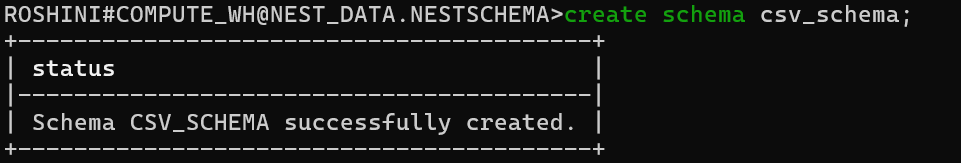 ROSHINI#COMPUTE_WH@NEST_DATA.NESTSCHEMA>create schema csv_schema;
+-----------------------------------------+
| status                                  |
|-----------------------------------------|
| Schema CSV_SCHEMA successfully created. |
+-----------------------------------------+